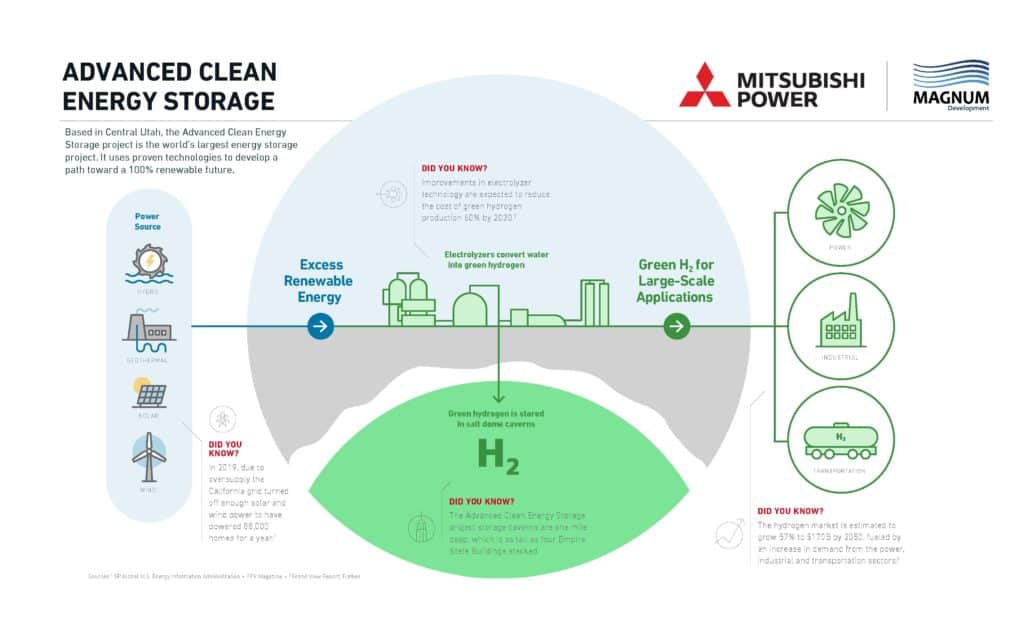 ADVANCED CLEAN
ENERGY STORAGE
MITSUBISHI
POWER
MAGNUM
Development
Based in Central Utah, the Advanced Clean Energy
Storage project is the world's largest energy storage
project. It uses proven technologies to develop a
path toward a 100% renewable future.
Power
Source
HYDRO
GEOTHERMAL
SOLAR
WIND
DID YOU
KNOW?
In 2019, due to
oversupply the
California grid turned
off enough solar and
wind power to have
powered 88,000
homes for a year.¹
DID YOU KNOW?
Improvements in electrolyzer
technology are expected to reduce
the cost of green hydrogen
production 60% by 2030.²
Excess
Renewable
Energy
Electrolyzers convert water
into green hydrogen
Green H₂ for
Large-Scale
Applications
Green hydrogen is stored
in salt dome caverns
H₂
DID YOU KNOW?
The Advanced Clean Energy Storage
project storage caverns are one mile
deep, which is as tall as four Empire
State Buildings stacked.
POWER
INDUSTRIAL
H₂
TRANSPORTATION
DID YOU KNOW?
The hydrogen market is estimated to
grow 57% to $170B by 2050, fueled by
an increase in demand from the power,
industrial and transportation sectors.³
Sources ¹ SP Global U.S. Energy Information Administration • ² PV Magazine • ³ Grand View Report, Forbes